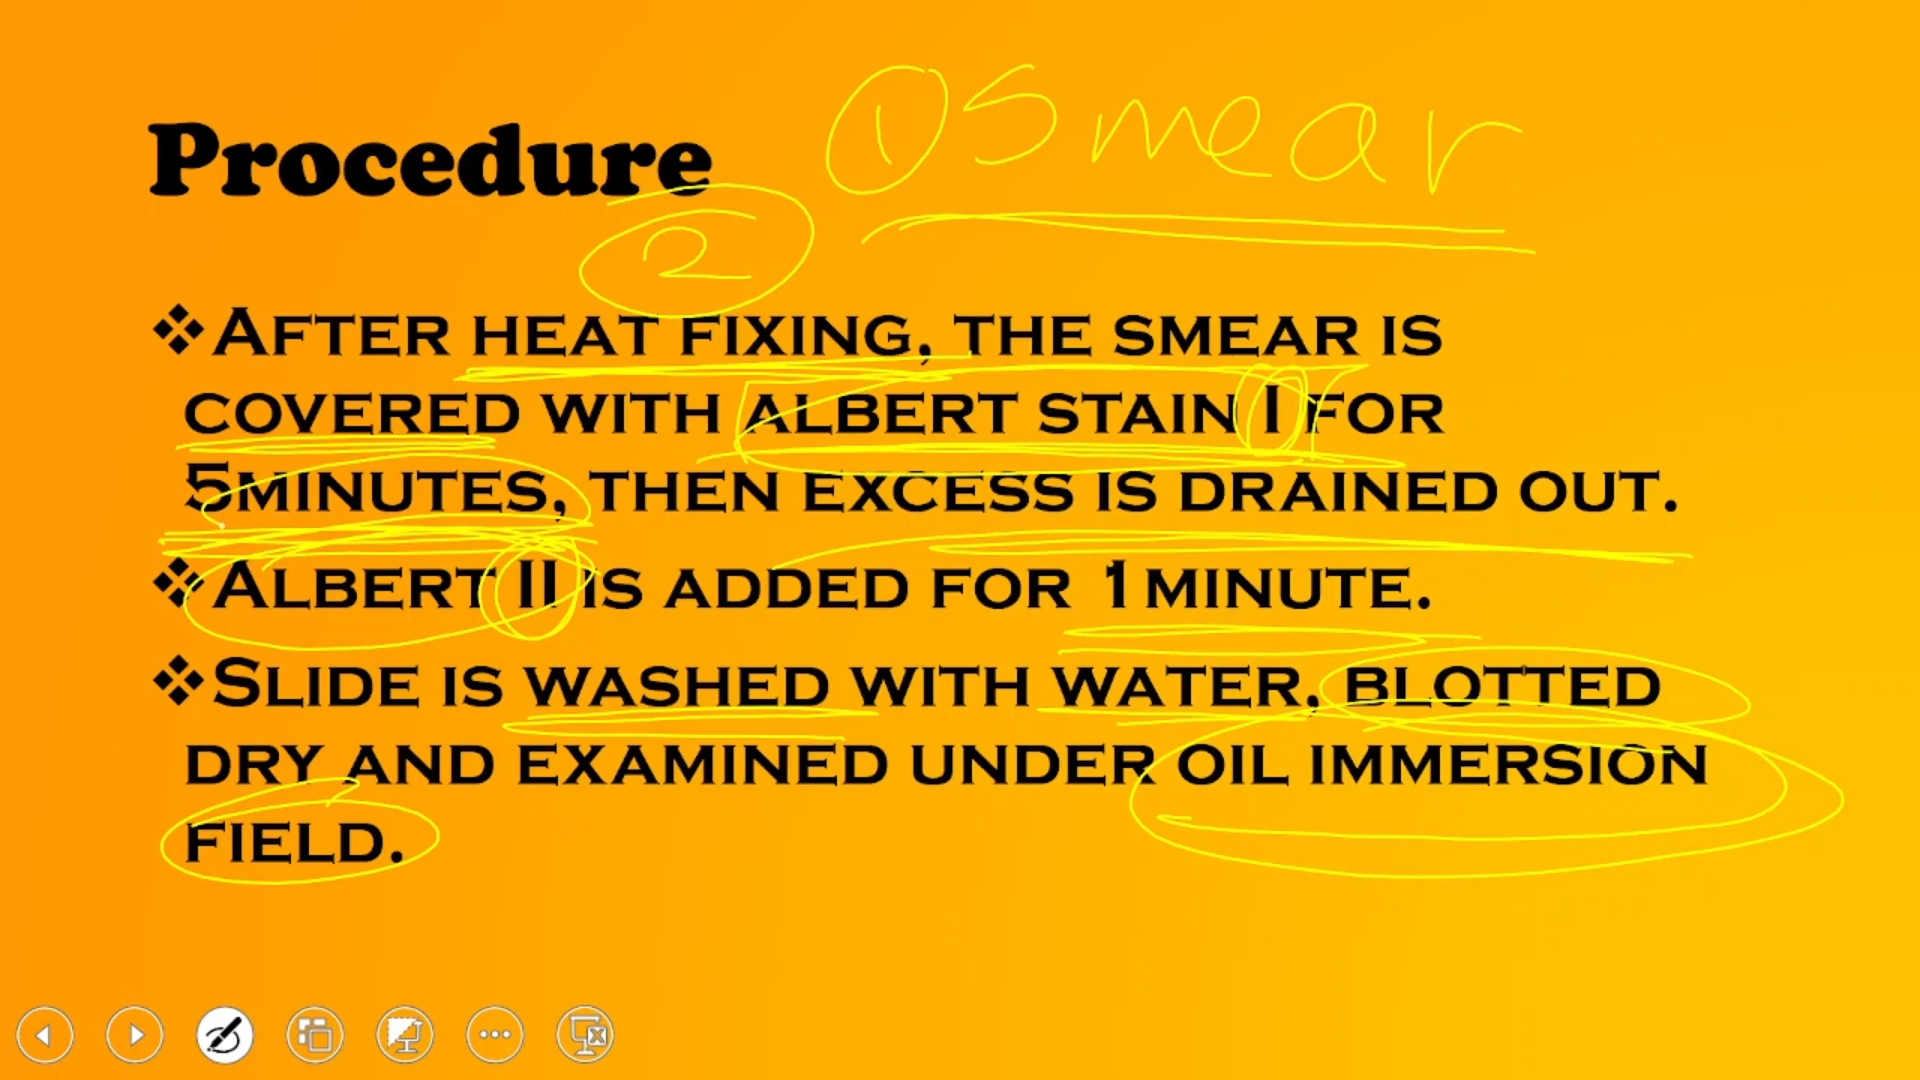 Procedure
① Smear
②
❖AFTER HEAT FIXING, THE SMEAR IS
COVERED WITH ALBERT STAIN I FOR
5MINUTES, THEN EXCESS IS DRAINED OUT.
❖ALBERT II IS ADDED FOR 1MINUTE.
❖SLIDE IS WASHED WITH WATER, BLOTTED
DRY AND EXAMINED UNDER OIL IMMERSION
FIELD.